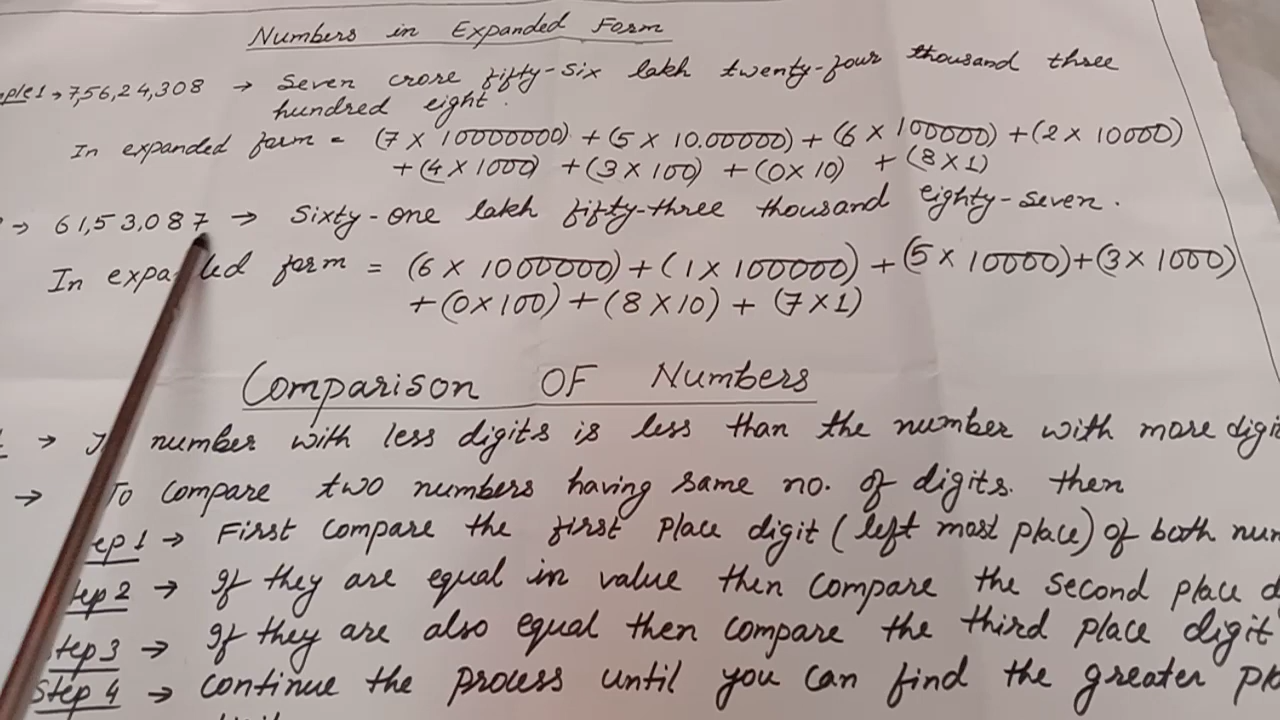 Numbers in Expanded Form
ple1 → 7,56,24,308 → Seven crore fifty-six lakh twenty-four thousand three
hundred eight.
In expanded form = (7 X 10000000) + (5 X 10.00000) + (6 X 100000) + (2 X 10000)
+ (4 X 1000) + (3 X 100) + (0 X 10) + (8 X 1)
→ 61,53,087 → Sixty-one lakh fifty-three thousand eighty-seven.
In expa ded form = (6 X 1000000) + (1 X 100000) + (5 X 10000) + (3 X 1000)
+ (0 X 100) + (8 X 10) + (7 X 1)
Comparison OF Numbers
→ number with less digits is less than the number with more digi
→ To compare two numbers having same no. of digits. then
ep1 → First compare the first place digit (left most place) of both num
tep2 → If they are equal in value then compare the second place d
Step3 → If they are also equal then compare the third place digit
Step 4 → continue the process until you can find the greater pla